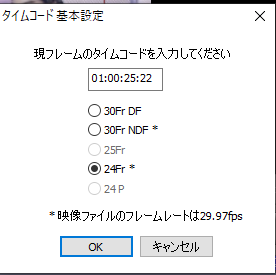 タイムコード 基本設定
現フレームのタイムコードを入力してください
01:00:25:22
30Fr DF
30Fr NDF *
25Fr
24Fr *
24 P
*映像ファイルのフレームレートは29.97fps
OK キャンセル